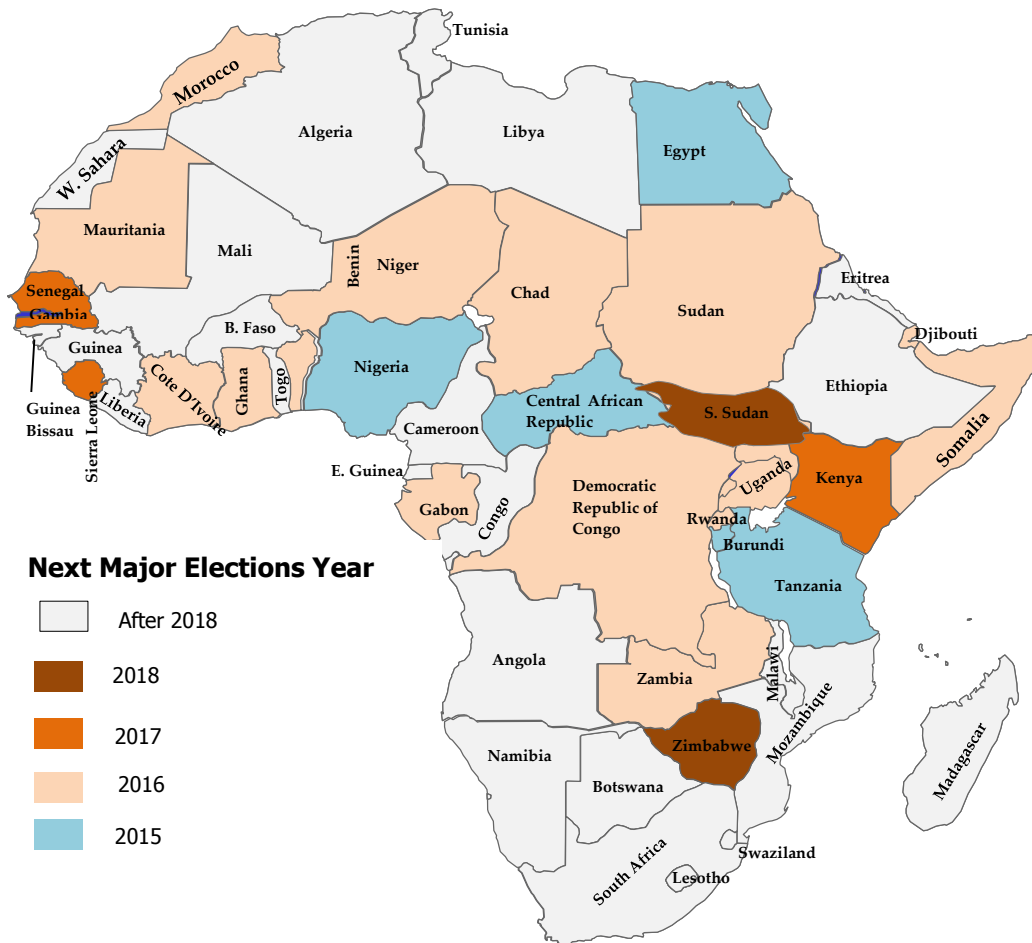 Tunisia
Morocco
Algeria
Libya
Egypt
W. Sahara
Mauritania
Mali
Benin
Niger
Chad
Sudan
Eritrea
Senegal
Gambia
B. Faso
Djibouti
Guinea
Nigeria
Cote D'Ivoire
Ghana
Togo
Ethiopia
Central African
Republic
S. Sudan
Guinea
Bissau
Sierra Leone
Liberia
Cameroon
Somalia
E. Guinea
Uganda
Kenya
Gabon
Congo
Democratic
Republic of
Congo
Rwanda
Burundi
Tanzania
Next Major Elections Year
After 2018
2018
2017
2016
2015
Angola
Zambia
Malawi
Mozambique
Zimbabwe
Namibia
Botswana
Madagascar
South Africa
Swaziland
Lesotho